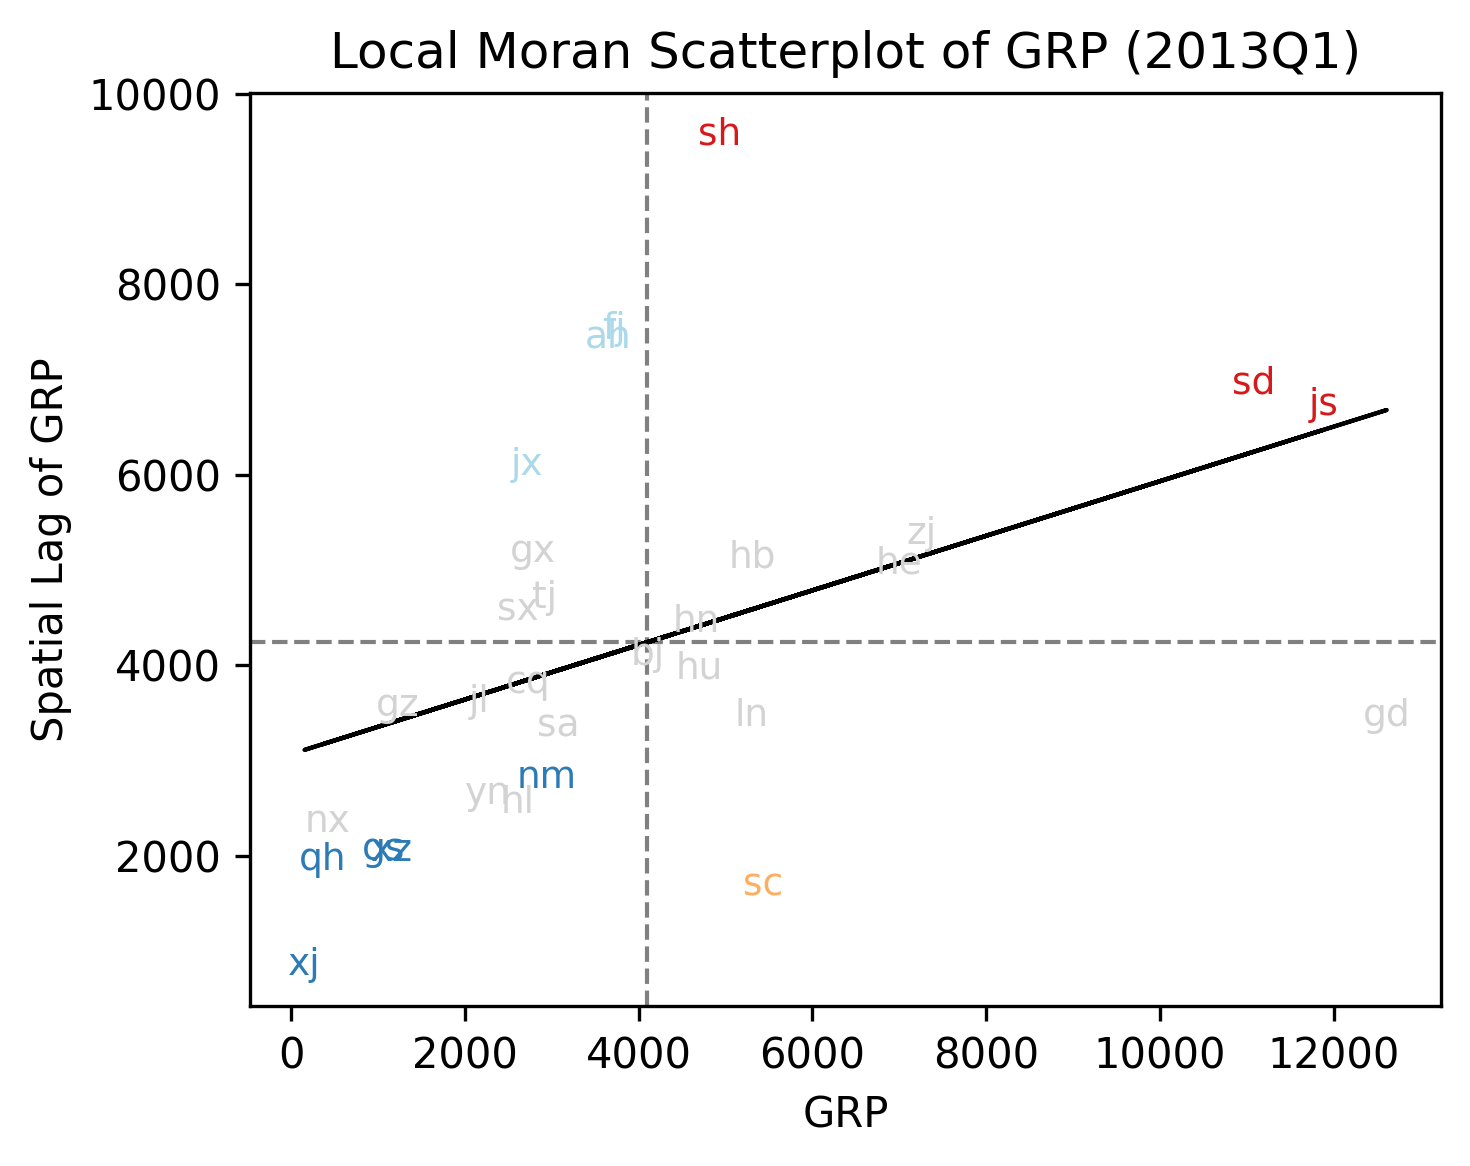 Local Moran Scatterplot of GRP (2013Q1)
10000
sh
8000
fj
ah
sd
js
jx
6000
Spatial Lag of GRP
zj
gx
hb
he
tj
sx
hn
bj
4000
hu
cq
jl
gz
ln
gd
sa
nm
yn
hl
nx
gs
xz
2000
qh
sc
xj
0 2000 4000 6000 8000 10000 12000
GRP